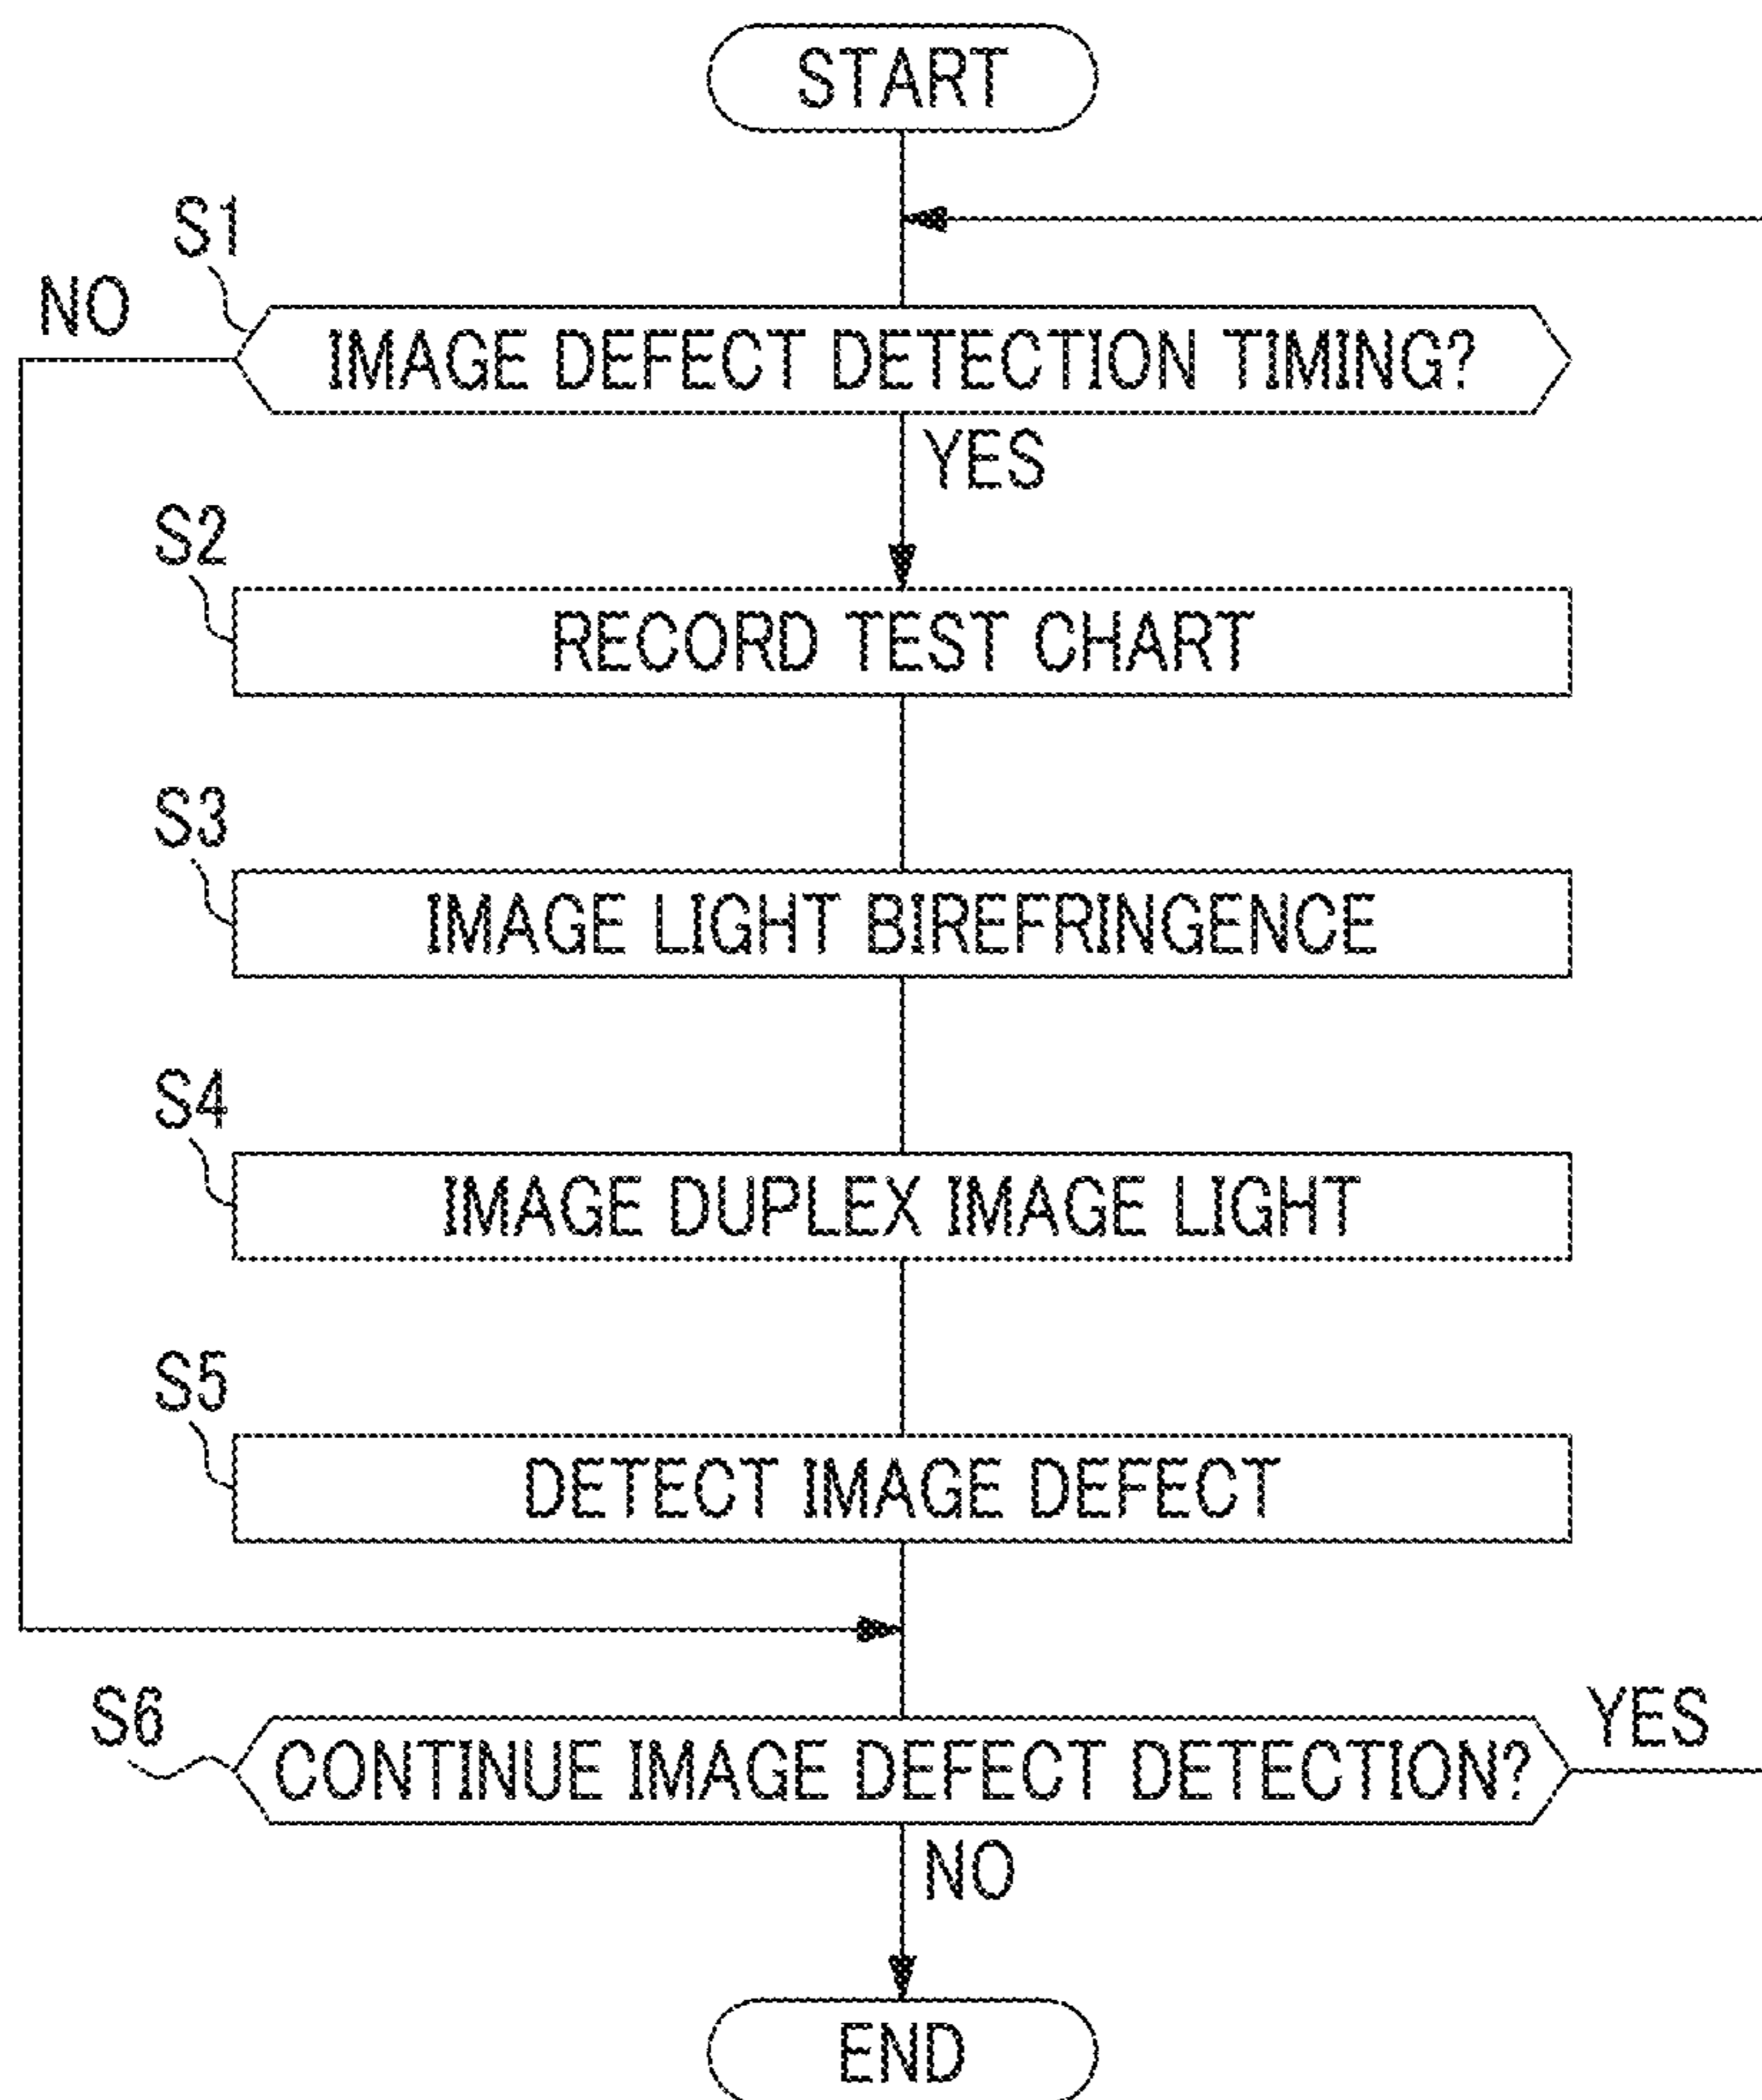 START
S1
NO
IMAGE DEFECT DETECTION TIMING?
YES
S2
RECORD TEST CHART
S3
IMAGE LIGHT BIREFRINGENCE
S4
IMAGE DUPLEX IMAGE LIGHT
S5
DETECT IMAGE DEFECT
S6
CONTINUE IMAGE DEFECT DETECTION?
YES
NO
END